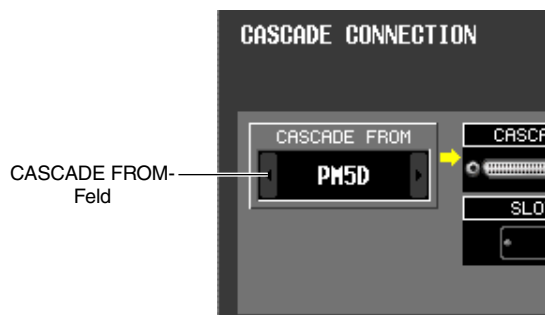 CASCADE CONNECTION
CASCADE FROM
PM5D
CASCADE FROM-
Feld